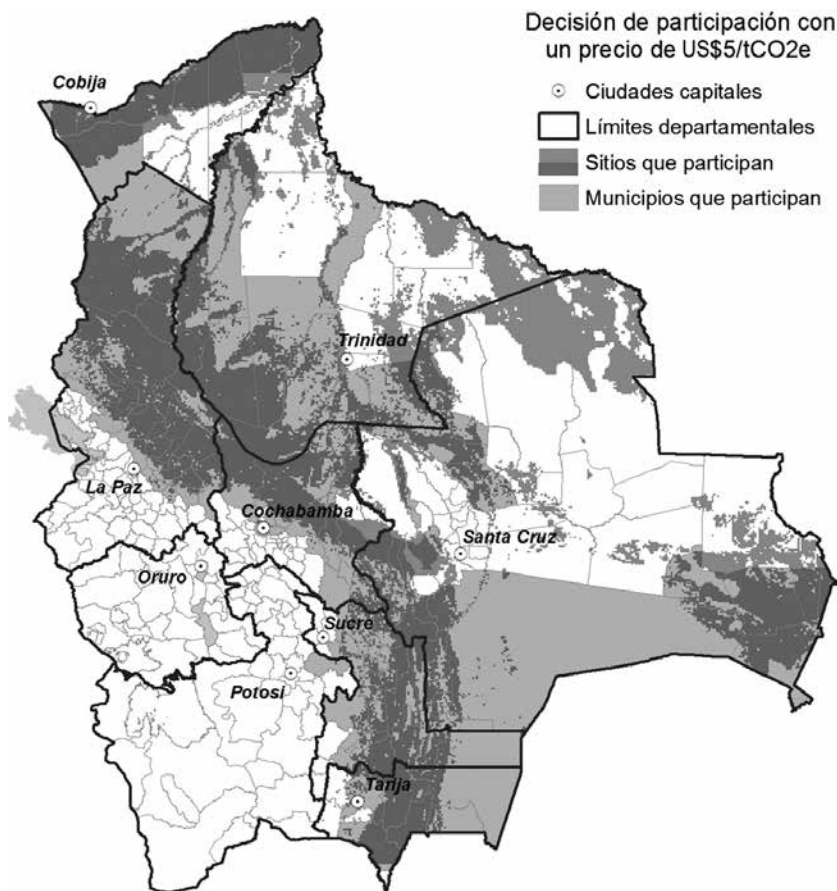 Decisión de participación con
un precio de US$5/tCO2e
Ciudades capitales
Límites departamentales
Sitios que participan
Municipios que participan
Cobija
Trinidad
La Paz
Cochabamba
Santa Cruz
Oruro
Sucre
Potosi
Tarija